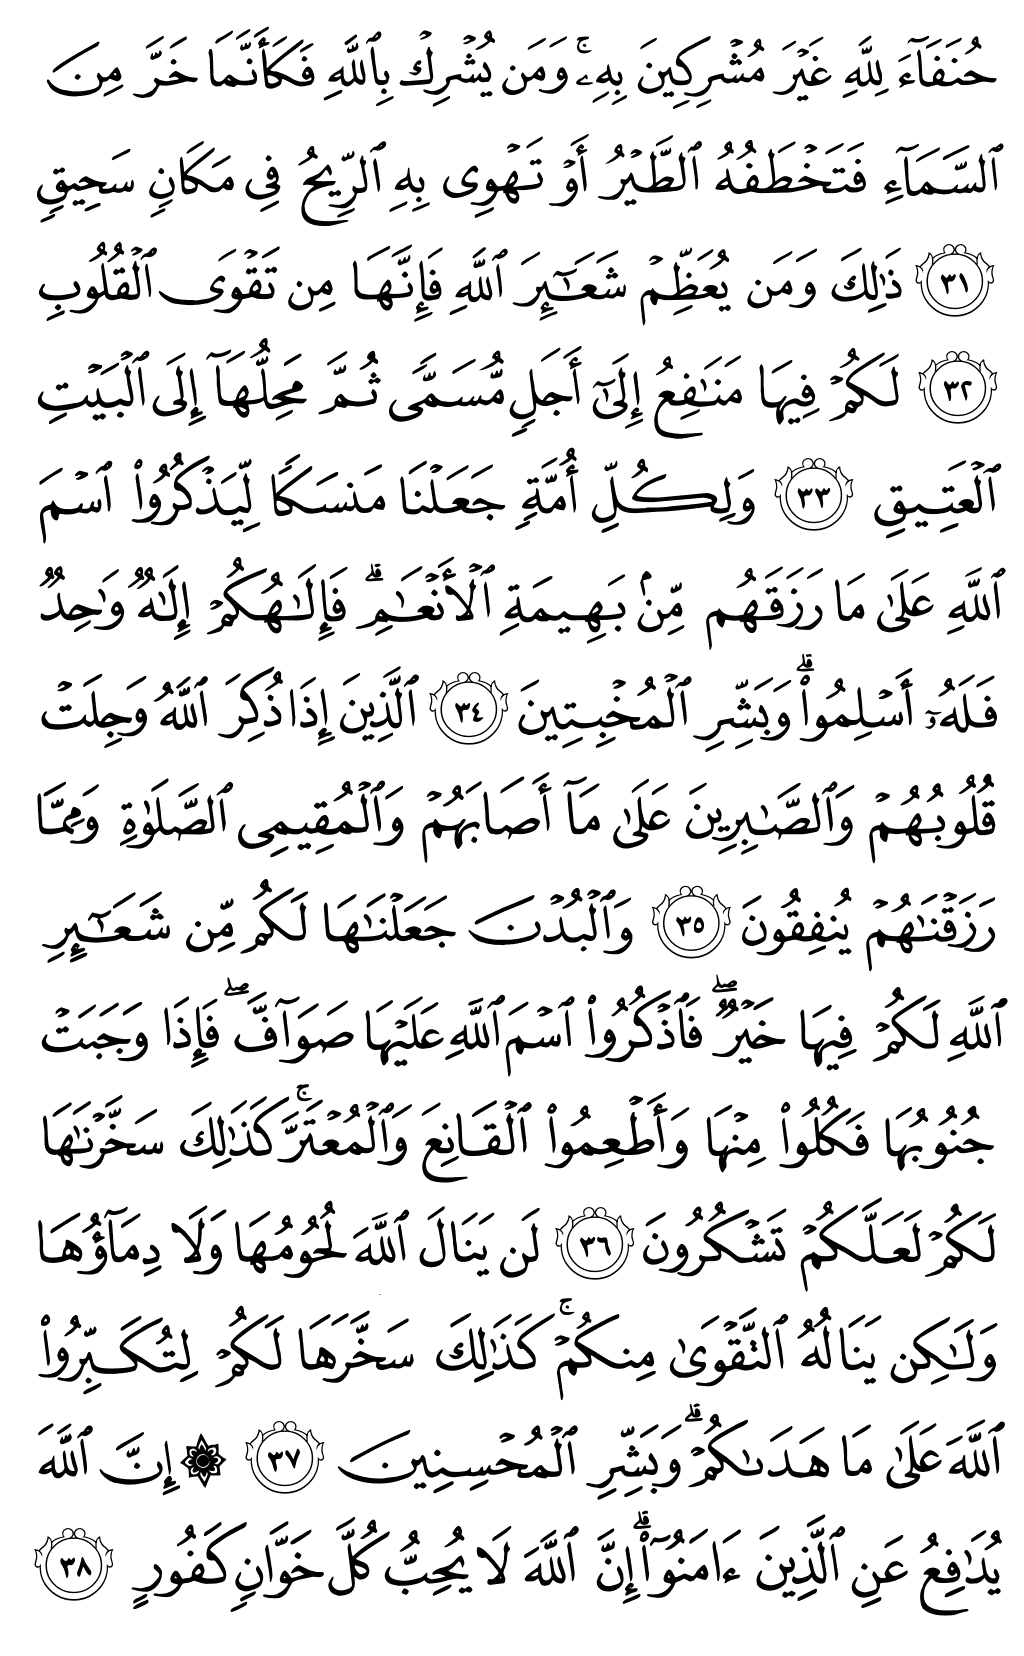 حُنَفَآءَ لِلَّهِ غَيْرَ مُشْرِكِينَ بِهِۦ ۚ وَمَن يُشْرِكْ بِٱللَّهِ فَكَأَنَّمَا خَرَّ مِنَ
ٱلسَّمَآءِ فَتَخْطَفُهُ ٱلطَّيْرُ أَوْ تَهْوِى بِهِ ٱلرِّيحُ فِى مَكَانٍ سَحِيقٍ
٣١ ذَٰلِكَ وَمَن يُعَظِّمْ شَعَـٰٓئِرَ ٱللَّهِ فَإِنَّهَا مِن تَقْوَى ٱلْقُلُوبِ
٣٢ لَكُمْ فِيهَا مَنَـٰفِعُ إِلَىٰٓ أَجَلٍ مُّسَمًّى ثُمَّ مَحِلُّهَآ إِلَى ٱلْبَيْتِ
ٱلْعَتِيقِ ٣٣ وَلِكُلِّ أُمَّةٍ جَعَلْنَا مَنسَكًا لِّيَذْكُرُوا۟ ٱسْمَ
ٱللَّهِ عَلَىٰ مَا رَزَقَهُم مِّنۢ بَهِيمَةِ ٱلْأَنْعَـٰمِ ۗ فَإِلَـٰهُكُمْ إِلَـٰهٌ وَٰحِدٌ
فَلَهُۥٓ أَسْلِمُوا۟ ۗ وَبَشِّرِ ٱلْمُخْبِتِينَ ٣٤ ٱلَّذِينَ إِذَا ذُكِرَ ٱللَّهُ وَجِلَتْ
قُلُوبُهُمْ وَٱلصَّـٰبِرِينَ عَلَىٰ مَآ أَصَابَهُمْ وَٱلْمُقِيمِى ٱلصَّلَوٰةِ وَمِمَّا
رَزَقْنَـٰهُمْ يُنفِقُونَ ٣٥ وَٱلْبُدْنَ جَعَلْنَـٰهَا لَكُم مِّن شَعَـٰٓئِرِ
ٱللَّهِ لَكُمْ فِيهَا خَيْرٌ ۖ فَٱذْكُرُوا۟ ٱسْمَ ٱللَّهِ عَلَيْهَا صَوَآفَّ ۖ فَإِذَا وَجَبَتْ
جُنُوبُهَا فَكُلُوا۟ مِنْهَا وَأَطْعِمُوا۟ ٱلْقَانِعَ وَٱلْمُعْتَرَّ ۚ كَذَٰلِكَ سَخَّرْنَـٰهَا
لَكُمْ لَعَلَّكُمْ تَشْكُرُونَ ٣٦ لَن يَنَالَ ٱللَّهَ لُحُومُهَا وَلَا دِمَآؤُهَا
وَلَـٰكِن يَنَالُهُ ٱلتَّقْوَىٰ مِنكُمْ ۚ كَذَٰلِكَ سَخَّرَهَا لَكُمْ لِتُكَبِّرُوا۟
ٱللَّهَ عَلَىٰ مَا هَدَىٰكُمْ ۗ وَبَشِّرِ ٱلْمُحْسِنِينَ ٣٧ ۞ إِنَّ ٱللَّهَ
يُدَٰفِعُ عَنِ ٱلَّذِينَ ءَامَنُوٓا۟ ۗ إِنَّ ٱللَّهَ لَا يُحِبُّ كُلَّ خَوَّانٍ كَفُورٍ ٣٨